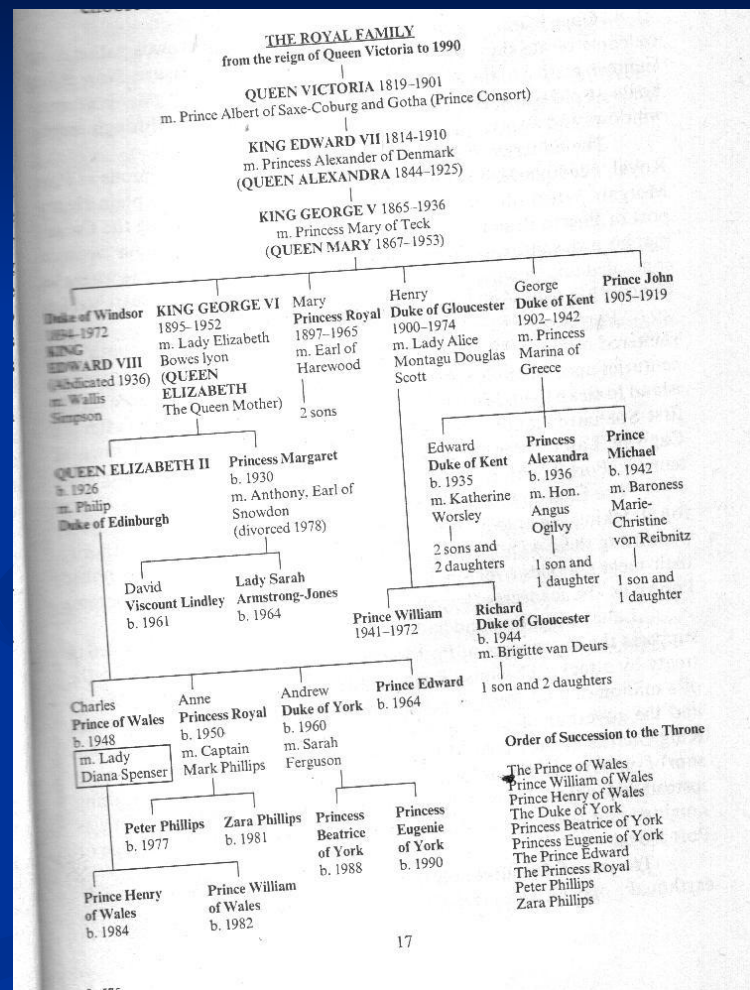 THE ROYAL FAMILY
from the reign of Queen Victoria to 1990
QUEEN VICTORIA 1819–1901
m. Prince Albert of Saxe-Coburg and Gotha (Prince Consort)
KING EDWARD VII 1814-1910
m. Princess Alexander of Denmark
(QUEEN ALEXANDRA 1844–1925)
KING GEORGE V 1865–1936
m. Princess Mary of Teck
(QUEEN MARY 1867–1953)
Duke of Windsor
1894–1972
KING
EDWARD VIII
(Abdicated 1936)
m. Wallis
Simpson
KING GEORGE VI
1895–1952
m. Lady Elizabeth
Bowes lyon
(QUEEN
ELIZABETH
The Queen Mother)
Mary
Princess Royal
1897–1965
m. Earl of
Harewood
2 sons
Henry
Duke of Gloucester
1900–1974
m. Lady Alice
Montagu Douglas
Scott
George
Duke of Kent
1902–1942
m. Princess
Marina of
Greece
Prince John
1905–1919
QUEEN ELIZABETH II
b. 1926
m. Philip
Duke of Edinburgh
Princess Margaret
b. 1930
m. Anthony, Earl of
Snowdon
(divorced 1978)
Edward
Duke of Kent
b. 1935
m. Katherine
Worsley
2 sons and
2 daughters
Princess
Alexandra
b. 1936
m. Hon.
Angus
Ogilvy
1 son and
1 daughter
Prince
Michael
b. 1942
m. Baroness
Marie-
Christine
von Reibnitz
1 son and
1 daughter
David
Viscount Lindley
b. 1961
Lady Sarah
Armstrong-Jones
b. 1964
Prince William
1941–1972
Richard
Duke of Gloucester
b. 1944
m. Brigitte van Deurs
1 son and 2 daughters
Charles
Prince of Wales
b. 1948
m. Lady
Diana Spenser
Anne
Princess Royal
b. 1950
m. Captain
Mark Phillips
Andrew
Duke of York
b. 1960
m. Sarah
Ferguson
Prince Edward
b. 1964
Peter Phillips
b. 1977
Zara Phillips
b. 1981
Princess
Beatrice
of York
b. 1988
Princess
Eugenie
of York
b. 1990
Prince Henry
of Wales
b. 1984
Prince William
of Wales
b. 1982
Order of Succession to the Throne
The Prince of Wales
Prince William of Wales
Prince Henry of Wales
The Duke of York
Princess Beatrice of York
Princess Eugenie of York
The Prince Edward
The Princess Royal
Peter Phillips
Zara Phillips
17